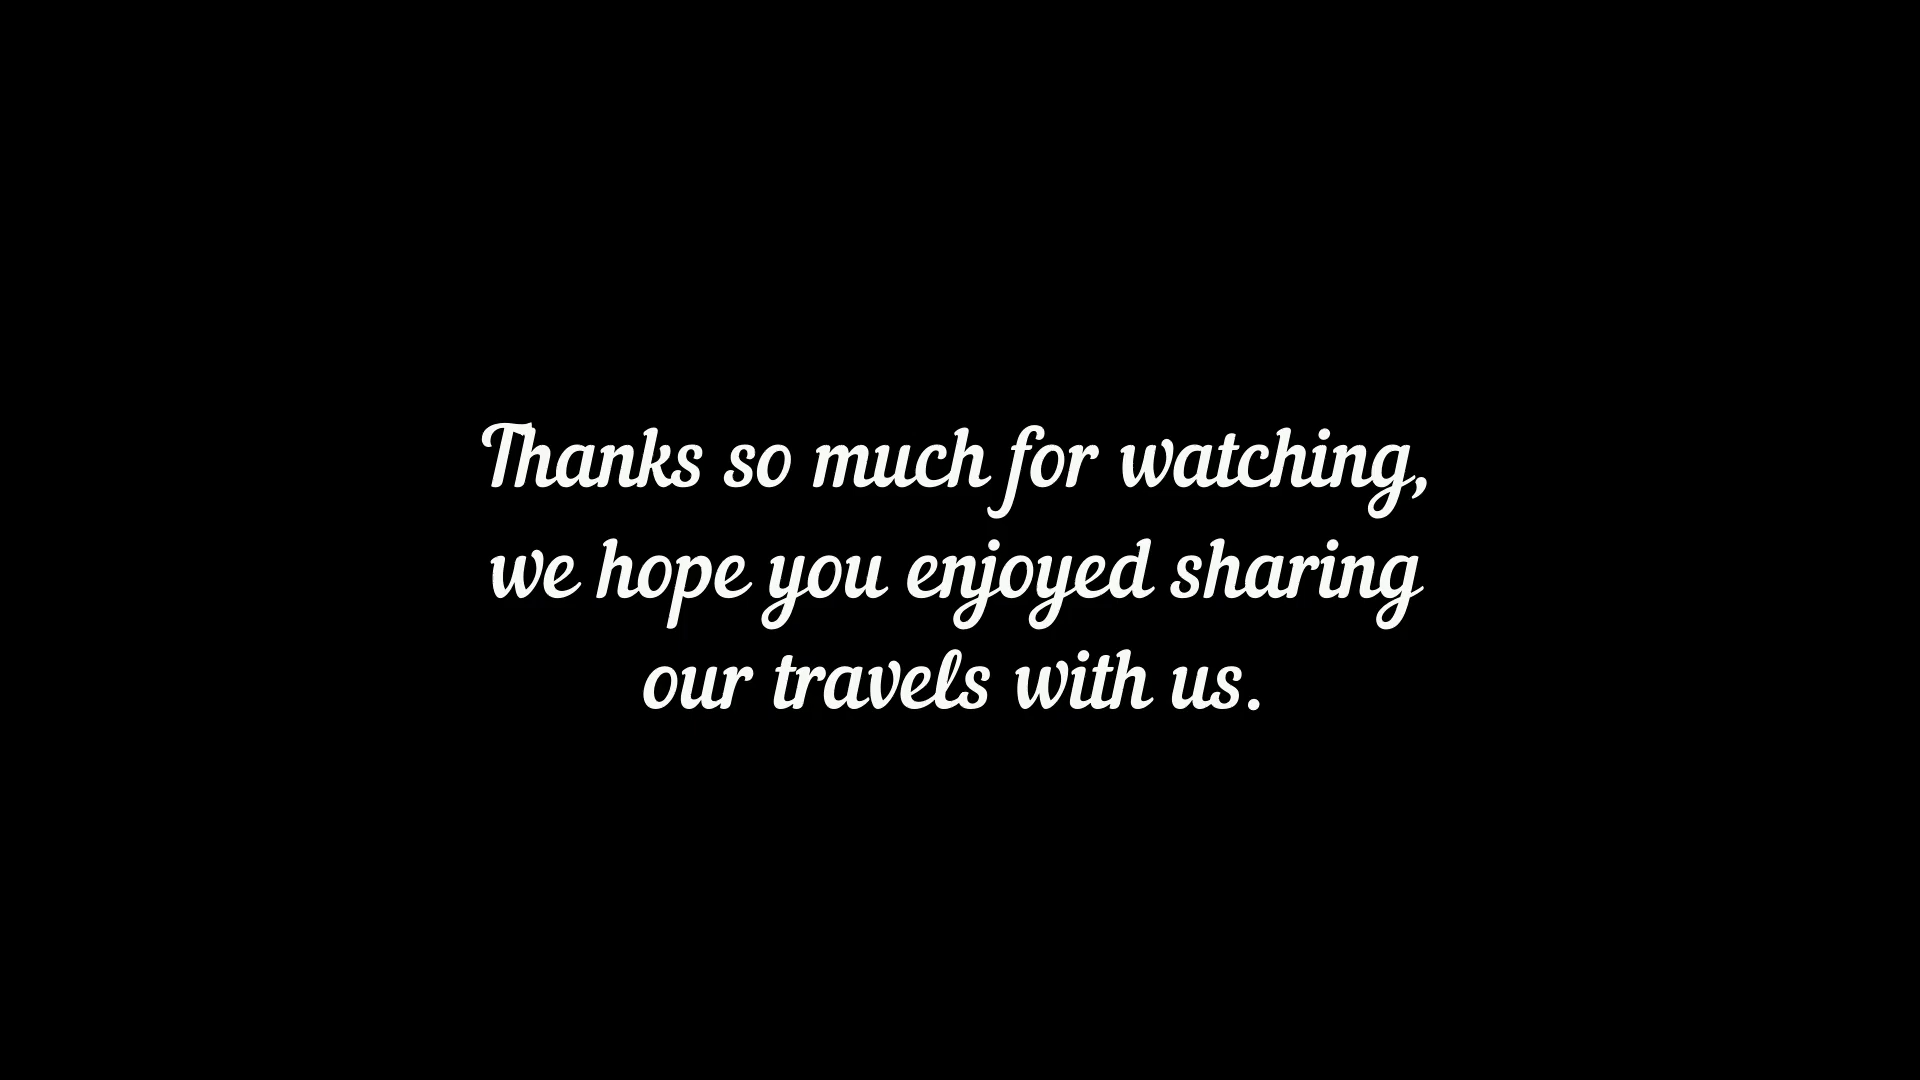 Thanks so much for watching,
we hope you enjoyed sharing
our travels with us.